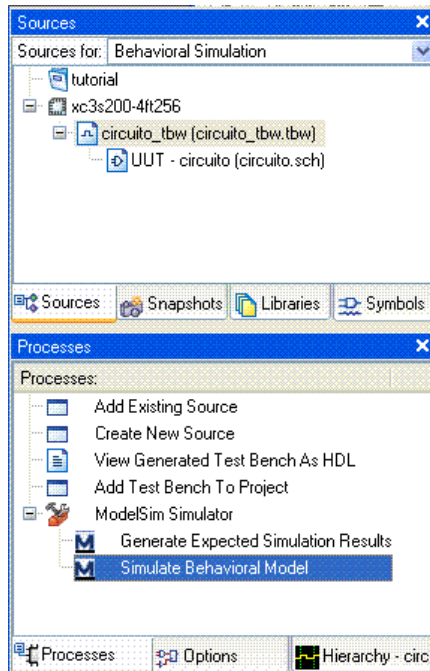 Sources
Sources for: Behavioral Simulation
tutorial
xc3s200-4ft256
circuito_tbw (circuito_tbw.tbw)
UUT - circuito (circuito.sch)
Sources Snapshots Libraries Symbols
Processes
Processes:
Add Existing Source
Create New Source
View Generated Test Bench As HDL
Add Test Bench To Project
ModelSim Simulator
Generate Expected Simulation Results
Simulate Behavioral Model
Processes Options Hierarchy - circ